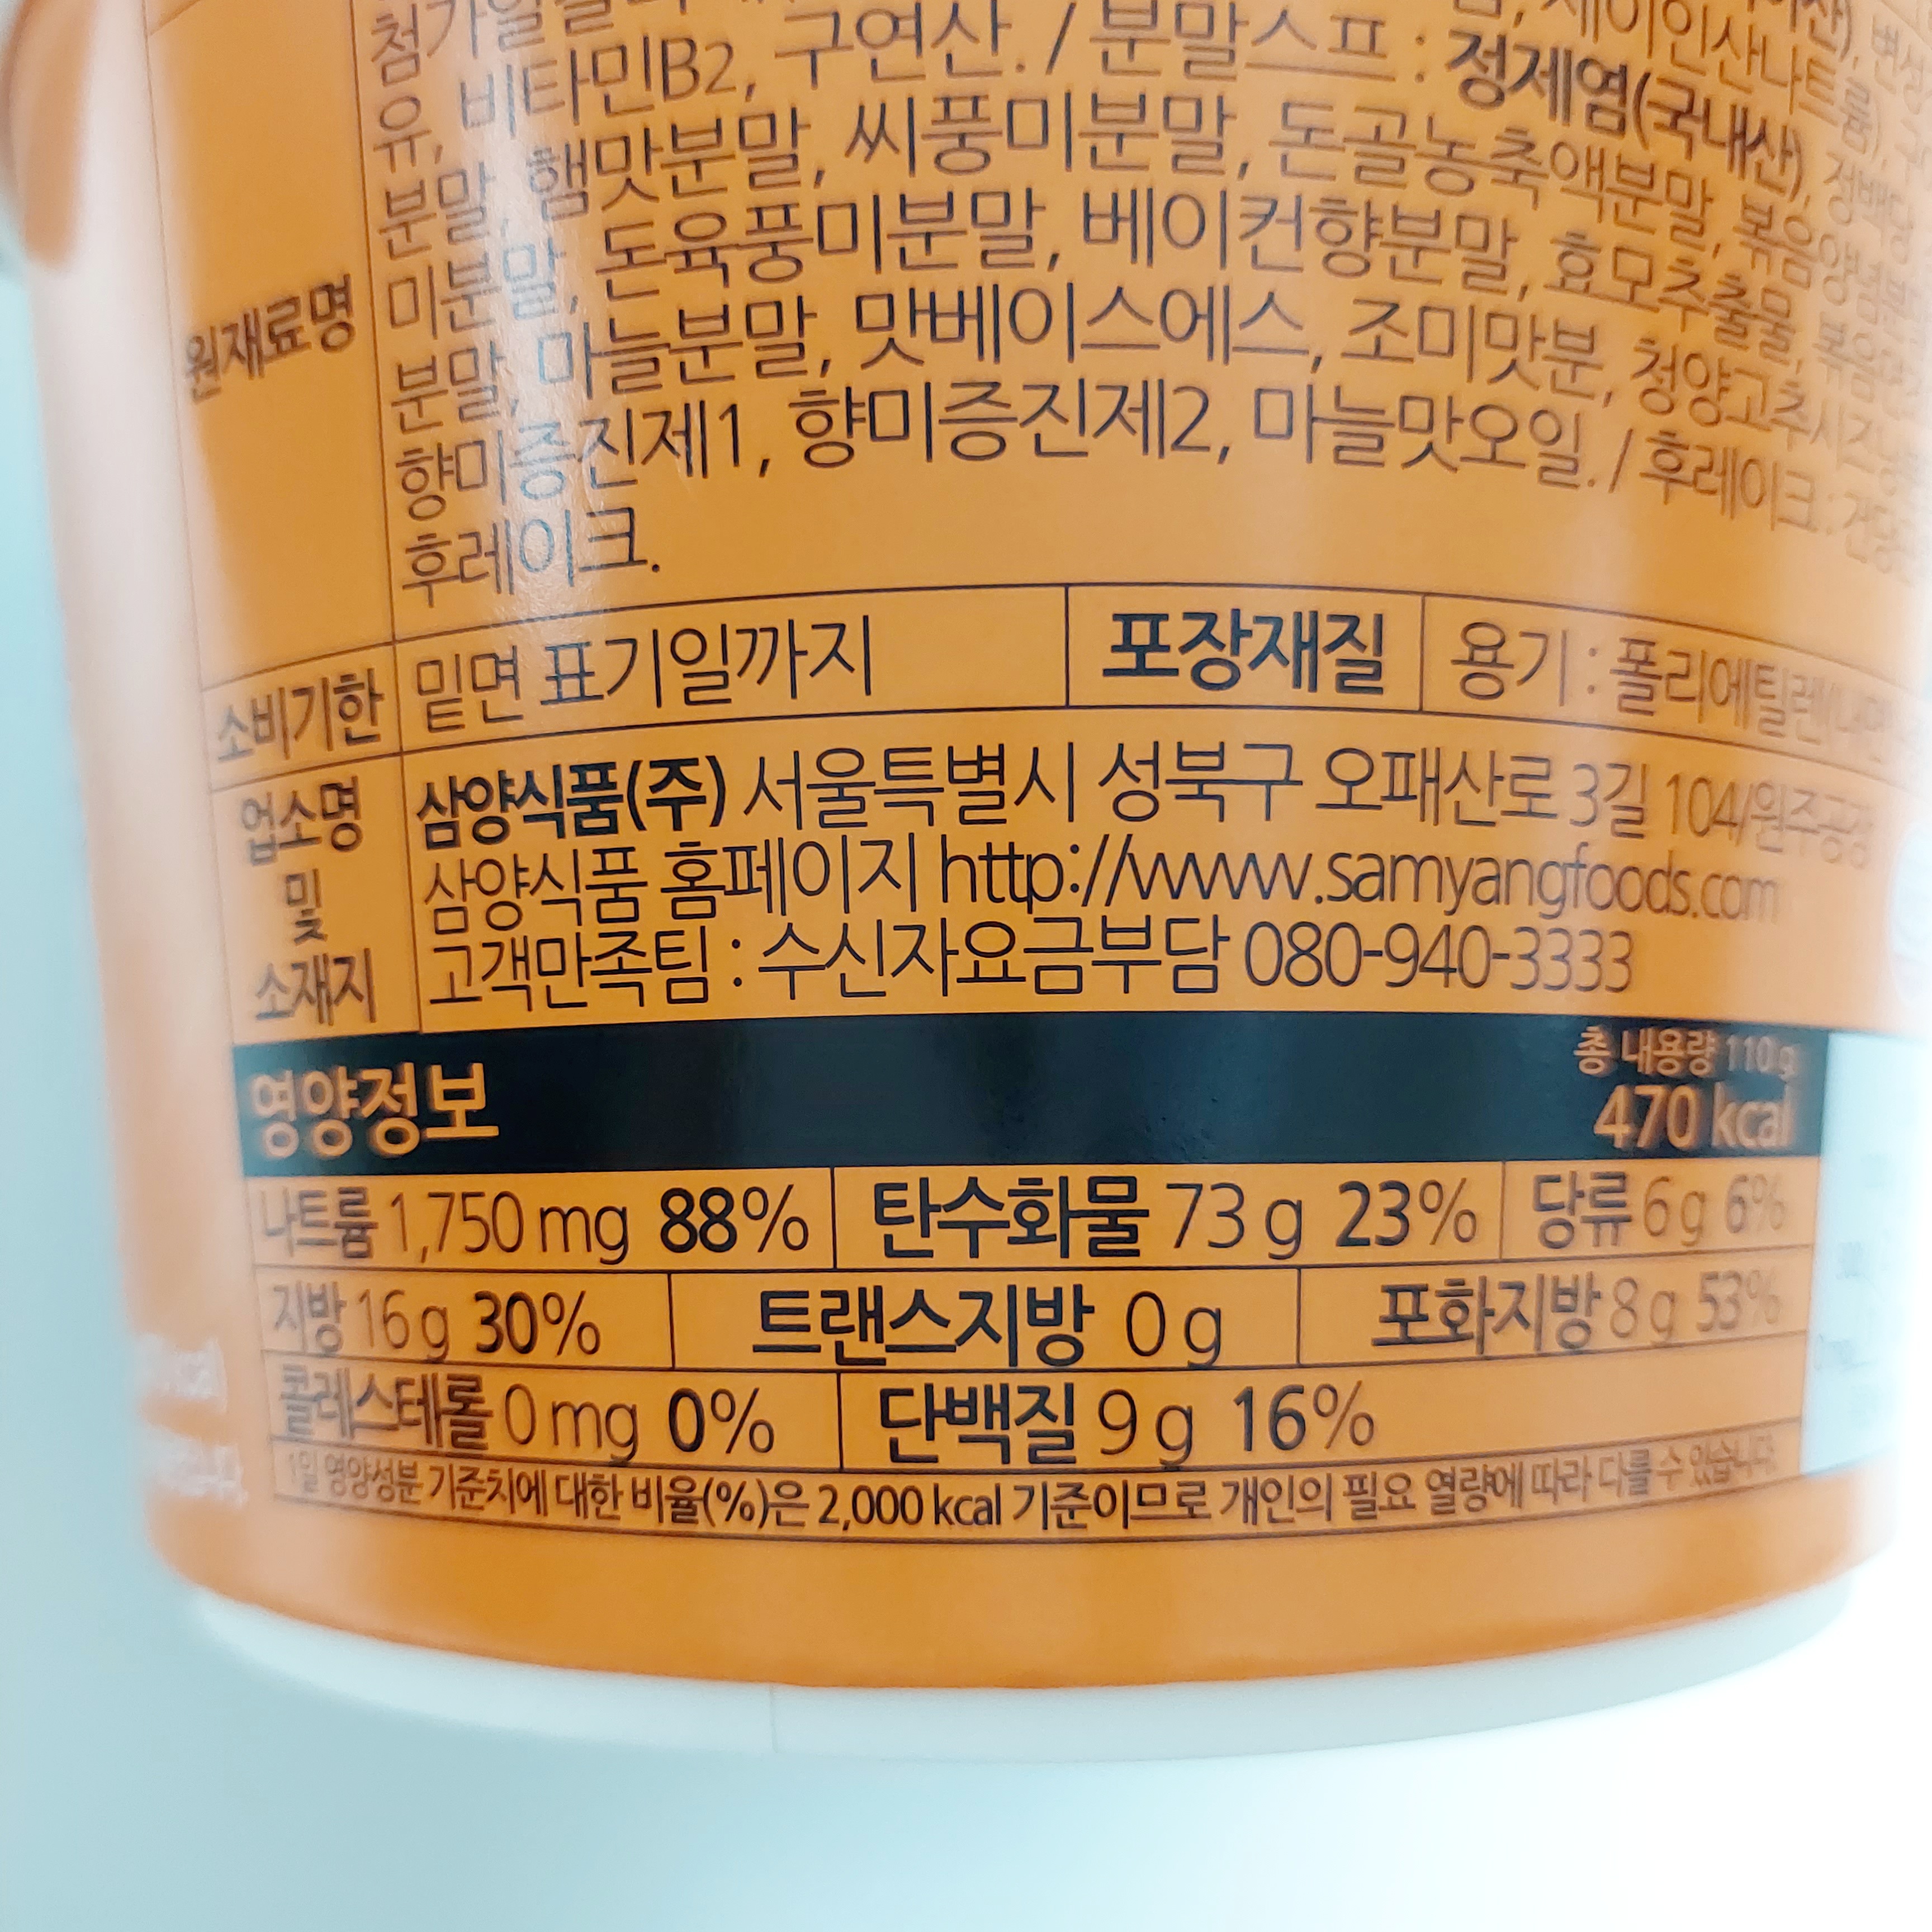 유, 비타민B2, 구연산. / 분말스프 : 정제염(국내산), 정백당
분말, 햄맛분말, 씨풍미분말, 돈골농축액분말, 볶음양념분
미분말, 돈육풍미분말, 베이컨향분말, 효모추출물, 볶음
분말, 마늘분말, 맛베이스에스, 조미맛분, 청양고추시즈닝
향미증진제1, 향미증진제2, 마늘맛오일. / 후레이크 :
후레이크.
원재료명
소비기한 밑면 표기일까지 포장재질 용기 : 폴리에틸렌
업소명 및 소재지
삼양식품(주) 서울특별시 성북구 오패산로3길 104/원주공장
삼양식품 홈페이지 http://www.samyangfoods.com
고객만족팀 : 수신자요금부담 080-940-3333
영양정보 총 내용량 110 g
470 kcal
나트륨 1,750 mg 88% 탄수화물 73 g 23% 당류 6 g 6%
지방 16 g 30% 트랜스지방 0 g 포화지방 8 g 53%
콜레스테롤 0 mg 0% 단백질 9 g 16%
1일 영양성분 기준치에 대한 비율(%)은 2,000 kcal 기준이므로 개인의 필요 열량에 따라 다를 수 있습니다.